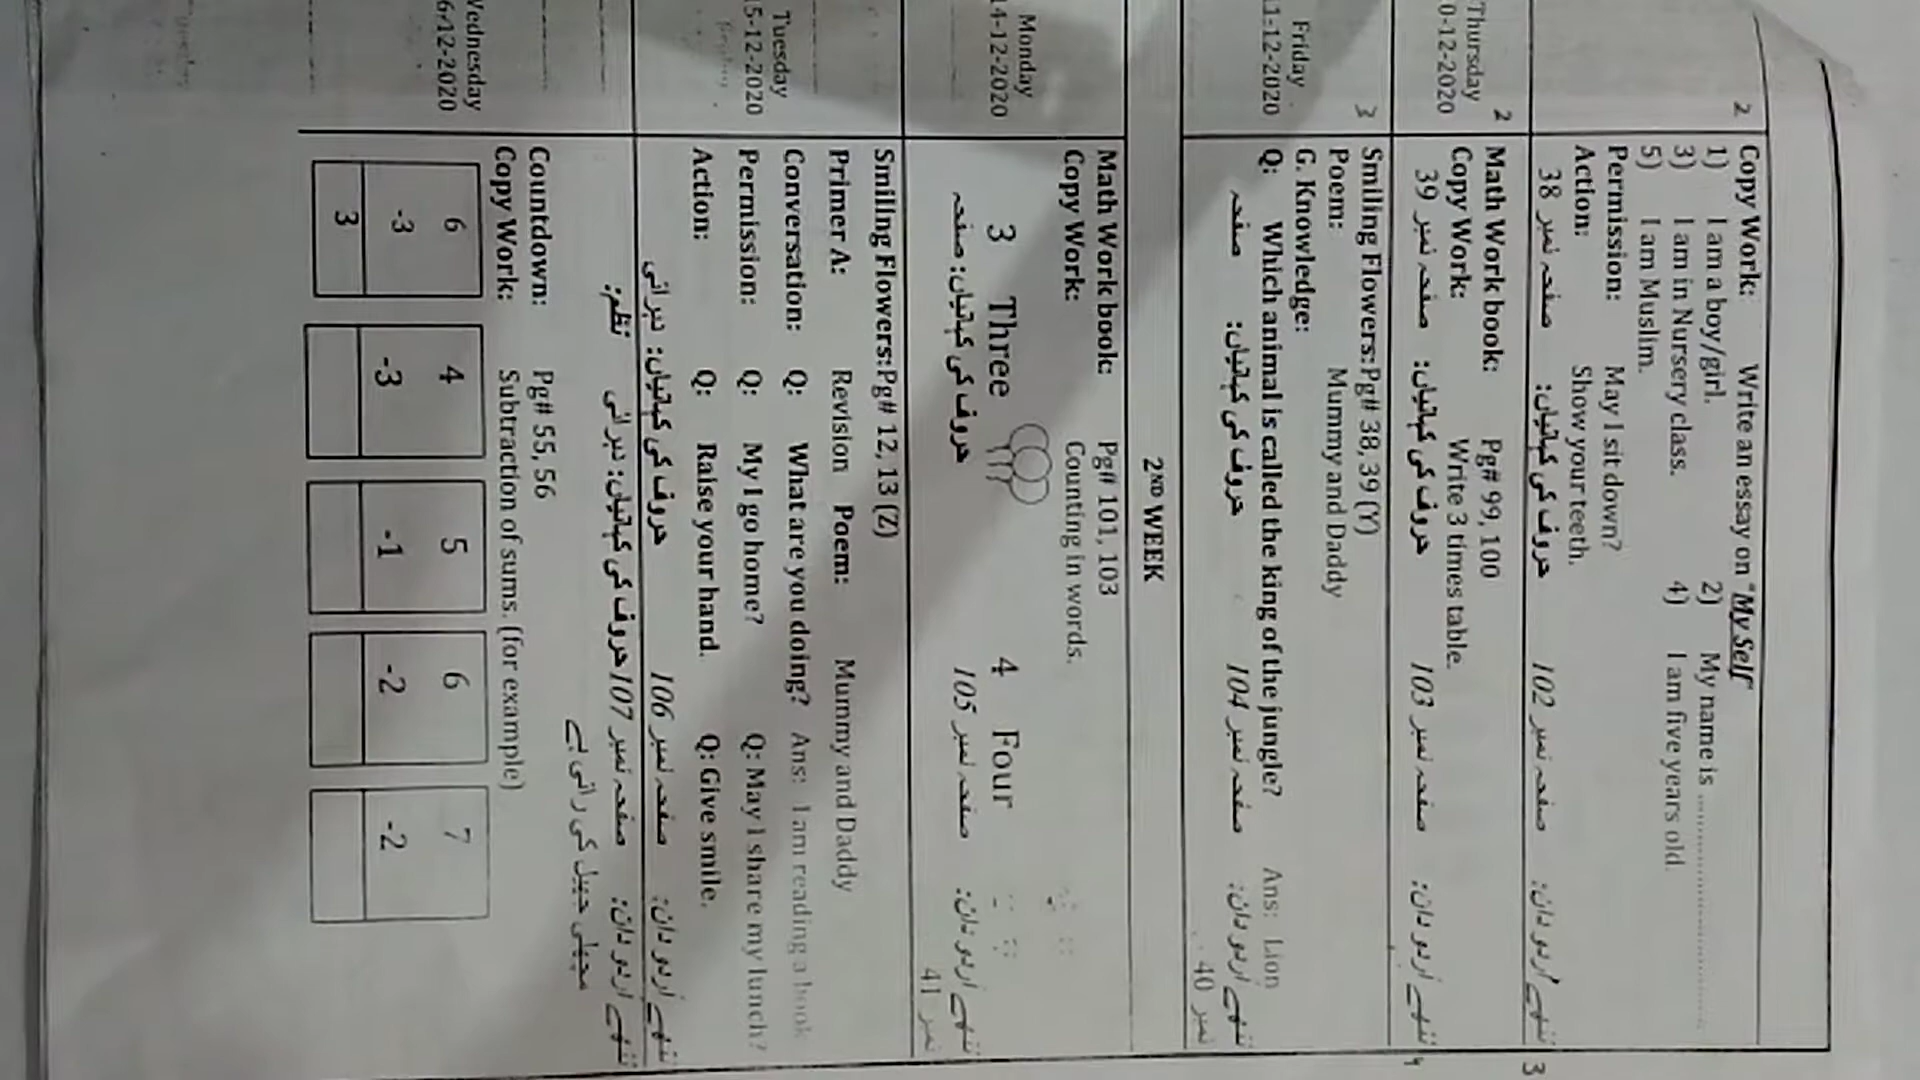 2
Copy Work: Write an essay on "My Self"
1) I am a boy/girl. 2) My name is ........................
3) I am in Nursery class. 4) I am five years old.
5) I am Muslim.
Permission: May I sit down?
Action: Show your teeth.
ننھے اردو دان: صفحہ نمبر 102 حروف کی کہانیاں: صفحہ نمبر 38
3
Thursday
0-12-2020
2
Math Work book: Pg# 99, 100
Copy Work: Write 3 times table.
ننھے اردو دان: صفحہ نمبر 103 حروف کی کہانیاں: صفحہ نمبر 39
3
Friday
11-12-2020
Smiling Flowers: Pg# 38, 39 (Y)
Poem: Mummy and Daddy
G. Knowledge:
Q: Which animal is called the king of the jungle? Ans: Lion
ننھے اردو دان: صفحہ نمبر 104 حروف کی کہانیاں: صفحہ
نمبر 40
2ND WEEK
Monday
14-12-2020
Math Work book: Pg# 101, 103
Copy Work: Counting in words.
3 Three 4 Four
ننھے اردو دان: صفحہ نمبر 105 حروف کی کہانیاں: صفحہ
نمبر 41
Tuesday
15-12-2020
Smiling Flowers: Pg# 12, 13 (Z)
Primer A: Revision Poem: Mummy and Daddy
Conversation: Q: What are you doing? Ans: I am reading a book
Permission: Q: My I go home? Q: May I share my lunch?
Action: Q: Raise your hand. Q: Give smile.
ننھے اردو دان: صفحہ نمبر 106 حروف کی کہانیاں: دہرائی
ننھے اردو دان: صفحہ نمبر 107 حروف کی کہانیاں: دہرائی نظم:
مچھلی جھیل کی رانی ہے
Wednesday
6-12-2020
Countdown: Pg# 55, 56
Copy Work: Subtraction of sums. (for example)
6 4 5 6 7
-3 -3 -1 -2 -2
3